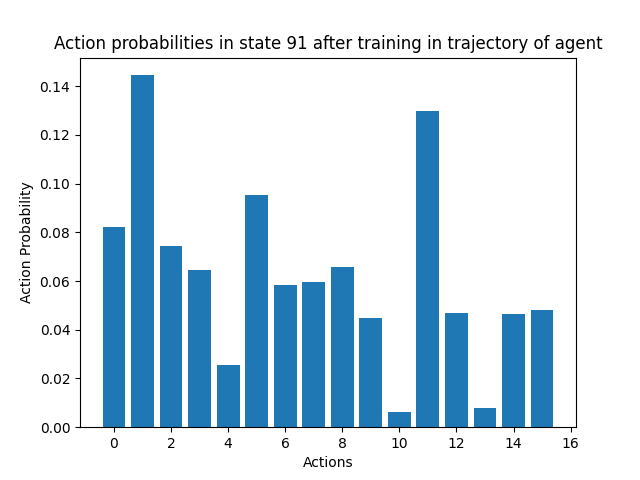 Action probabilities in state 91 after training in trajectory of agent
0.14
0.12
0.10
0.08
0.06
0.04
0.02
0.00
Action Probability
0 2 4 6 8 10 12 14 16
Actions